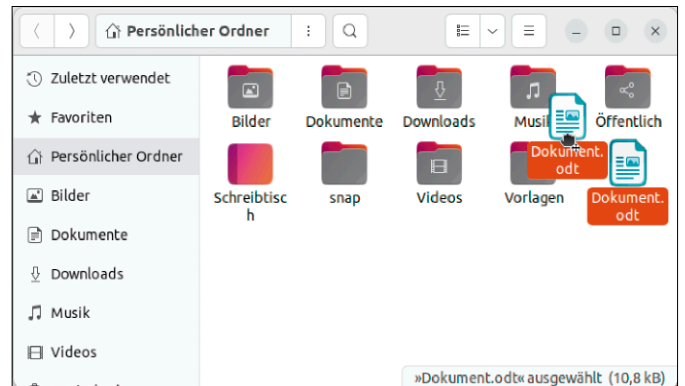 Persönlicher Ordner
Zuletzt verwendet
Favoriten
Persönlicher Ordner
Bilder
Dokumente
Downloads
Musik
Videos
Bilder
Dokumente
Downloads
Musik
Öffentlich
Dokument.
odt
Schreibtisc
h
snap
Videos
Vorlagen
Dokument.
odt
»Dokument.odt« ausgewählt (10,8 kB)